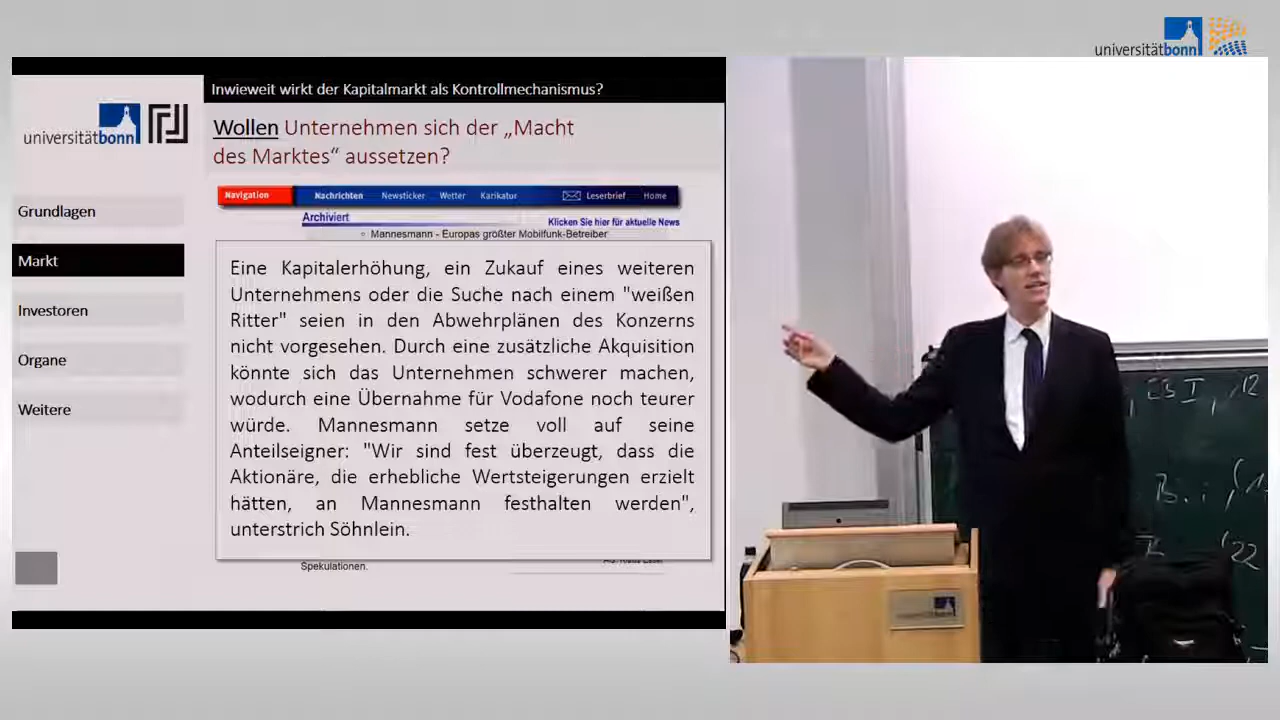 universitätbonn
Inwieweit wirkt der Kapitalmarkt als Kontrollmechanismus?
universitätbonn
Wollen Unternehmen sich der „Macht
des Marktes“ aussetzen?
Grundlagen
Markt
Investoren
Organe
Weitere
Navigation Nachrichten Newsticker Wetter Karikatur Leserbrief Home
Archiviert
Klicken Sie hier für aktuelle News
Mannesmann - Europas größter Mobilfunk-Betreiber
Eine Kapitalerhöhung, ein Zukauf eines weiteren
Unternehmens oder die Suche nach einem "weißen
Ritter" seien in den Abwehrplänen des Konzerns
nicht vorgesehen. Durch eine zusätzliche Akquisition
könnte sich das Unternehmen schwerer machen,
wodurch eine Übernahme für Vodafone noch teurer
würde. Mannesmann setze voll auf seine
Anteilseigner: "Wir sind fest überzeugt, dass die
Aktionäre, die erhebliche Wertsteigerungen erzielt
hätten, an Mannesmann festhalten werden",
unterstrich Söhnlein.
Spekulationen.
universitätbonn